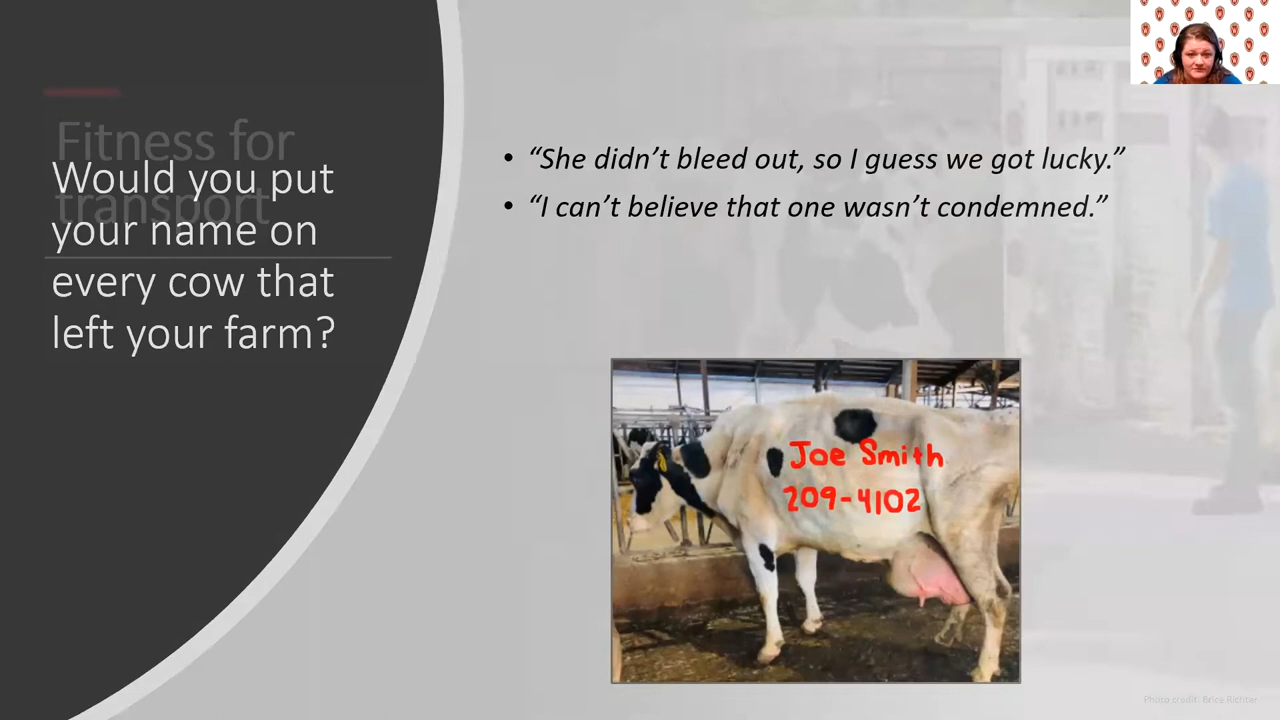 Fitness for
transport
Would you put
your name on
every cow that
left your farm?
• “She didn’t bleed out, so I guess we got lucky.”
• “I can’t believe that one wasn’t condemned.”
Joe Smith
209-4102
Photo credit: Brice Richter